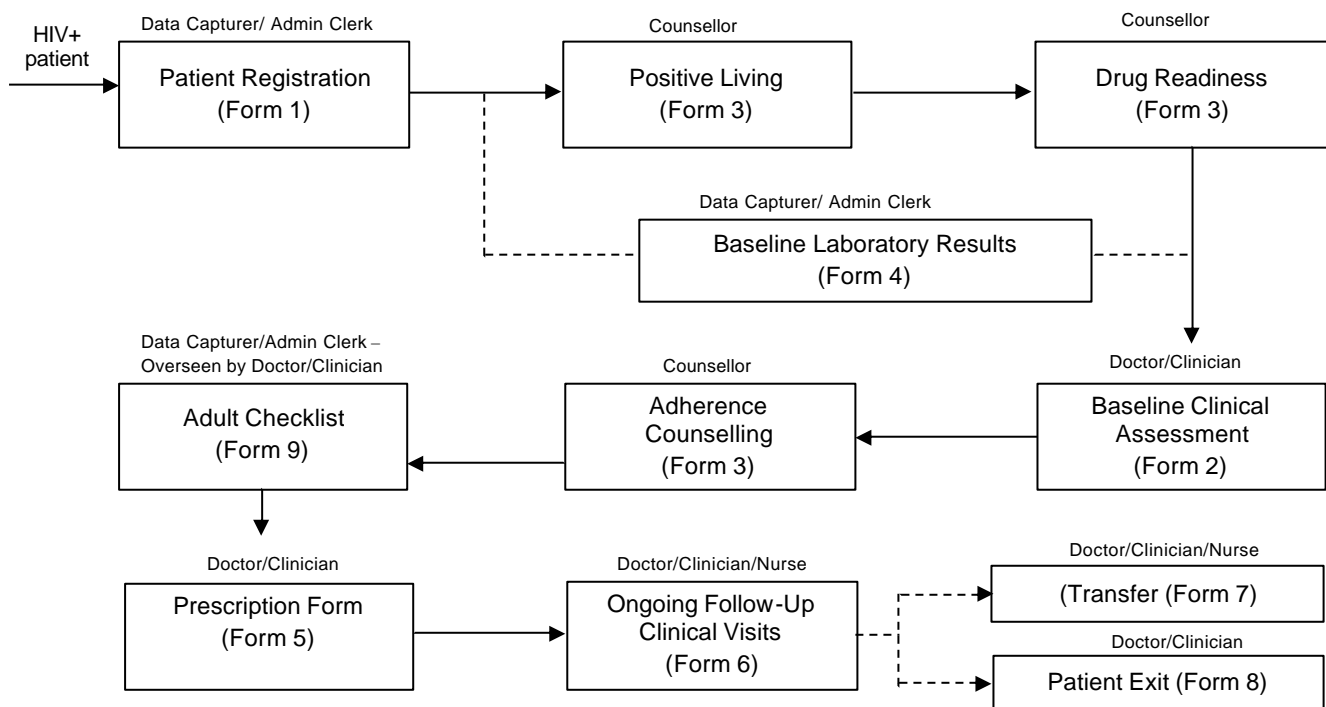 Data Capturer/ Admin Clerk
HIV+
patient
Patient Registration
(Form 1)
Counsellor
Positive Living
(Form 3)
Counsellor
Drug Readiness
(Form 3)
Data Capturer/ Admin Clerk
Baseline Laboratory Results
(Form 4)
Data Capturer/Admin Clerk –
Overseen by Doctor/Clinician
Adult Checklist
(Form 9)
Counsellor
Adherence
Counselling
(Form 3)
Doctor/Clinician
Baseline Clinical
Assessment
(Form 2)
Doctor/Clinician
Prescription Form
(Form 5)
Doctor/Clinician/Nurse
Ongoing Follow-Up
Clinical Visits
(Form 6)
Doctor/Clinician/Nurse
(Transfer (Form 7)
Doctor/Clinician
Patient Exit (Form 8)